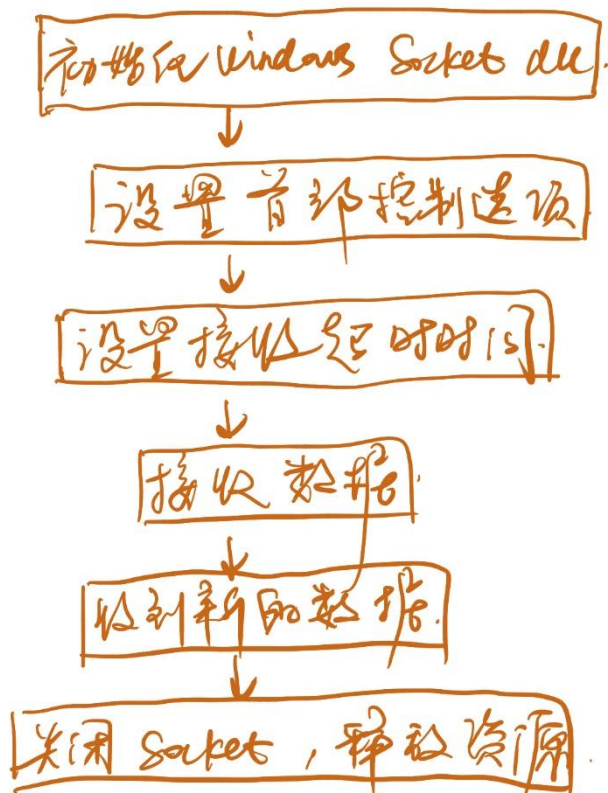 初始化 Windows Socket dll.
设置首部控制选项
设置接收超时时间.
接收数据.
收到新的数据.
关闭 Socket, 释放资源